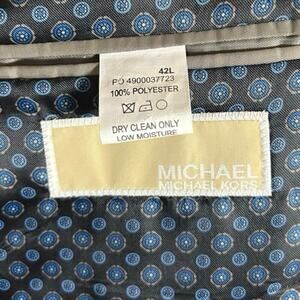 42L
PO 4900037723
100% POLYESTER
DRY CLEAN ONLY
LOW MOISTURE
MICHAEL
MICHAEL KORS